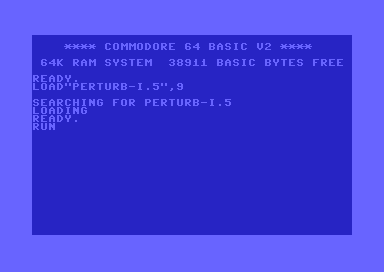 **** COMMODORE 64 BASIC V2 ****
64K RAM SYSTEM  38911 BASIC BYTES FREE
READY.
LOAD"PERTURB-I.5",9
SEARCHING FOR PERTURB-I.5
LOADING
READY.
RUN